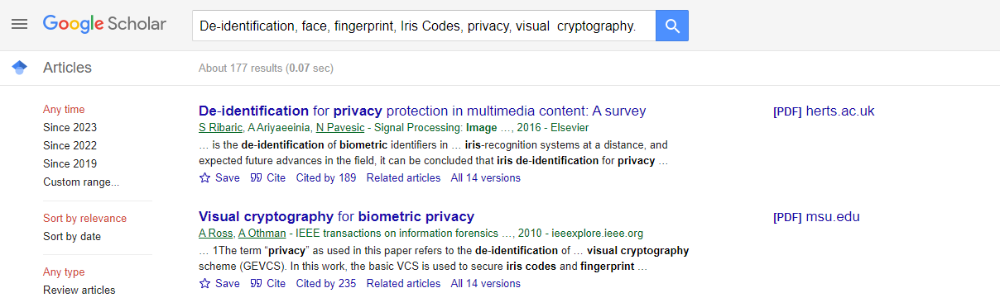 Google Scholar
De-identification, face, fingerprint, Iris Codes, privacy, visual  cryptography.
Articles
About 177 results (0.07 sec)
Any time
Since 2023
Since 2022
Since 2019
Custom range...
Sort by relevance
Sort by date
Any type
Review articles
De-identification for privacy protection in multimedia content: A survey
[PDF] herts.ac.uk
S Ribaric, A Ariyaeeinia, N Pavesic - Signal Processing: Image …, 2016 - Elsevier
… is the de-identification of biometric identifiers in … iris-recognition systems at a distance, and
expected future advances in the field, it can be concluded that iris de-identification for privacy …
Save Cite Cited by 189 Related articles All 14 versions
Visual cryptography for biometric privacy
[PDF] msu.edu
A Ross, A Othman - IEEE transactions on information forensics …, 2010 - ieeexplore.ieee.org
… 1The term “privacy” as used in this paper refers to the de-identification of … visual cryptography
scheme (GEVCS). In this work, the basic VCS is used to secure iris codes and fingerprint …
Save Cite Cited by 235 Related articles All 14 versions